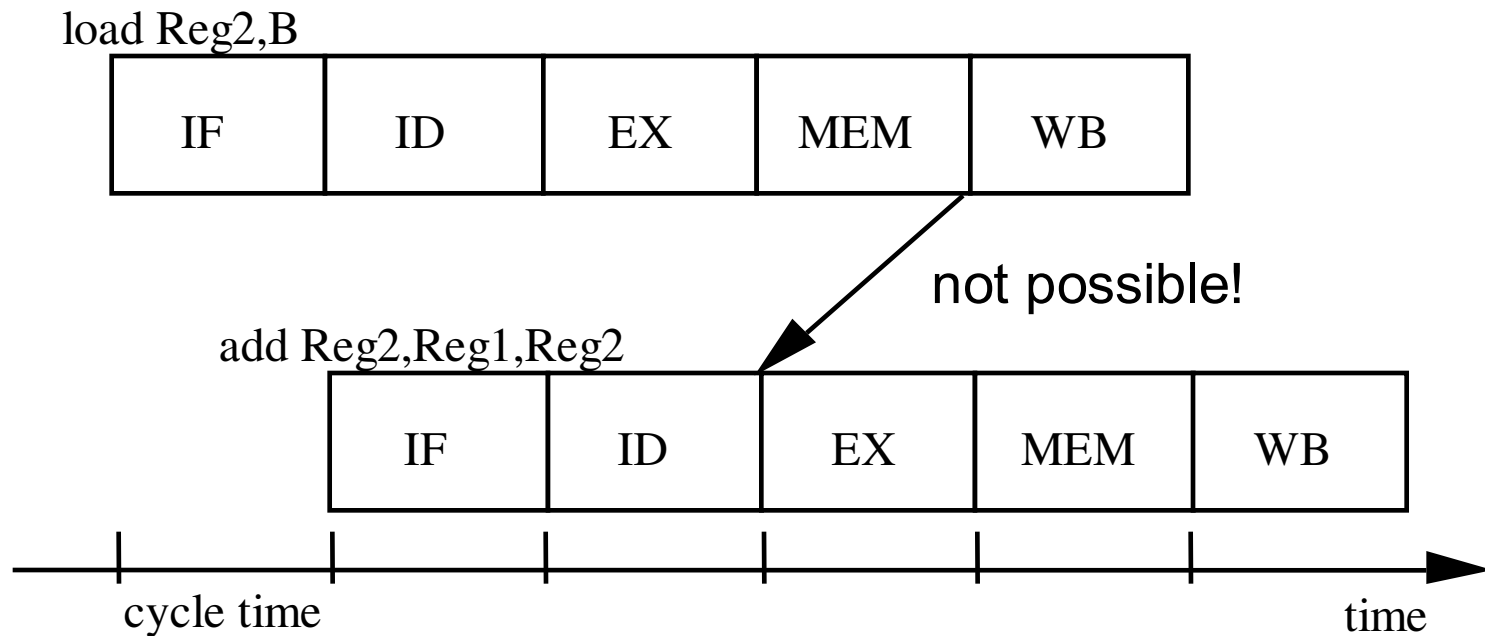 load Reg2,B
IF ID EX MEM WB
not possible!
add Reg2,Reg1,Reg2
IF ID EX MEM WB
cycle time time